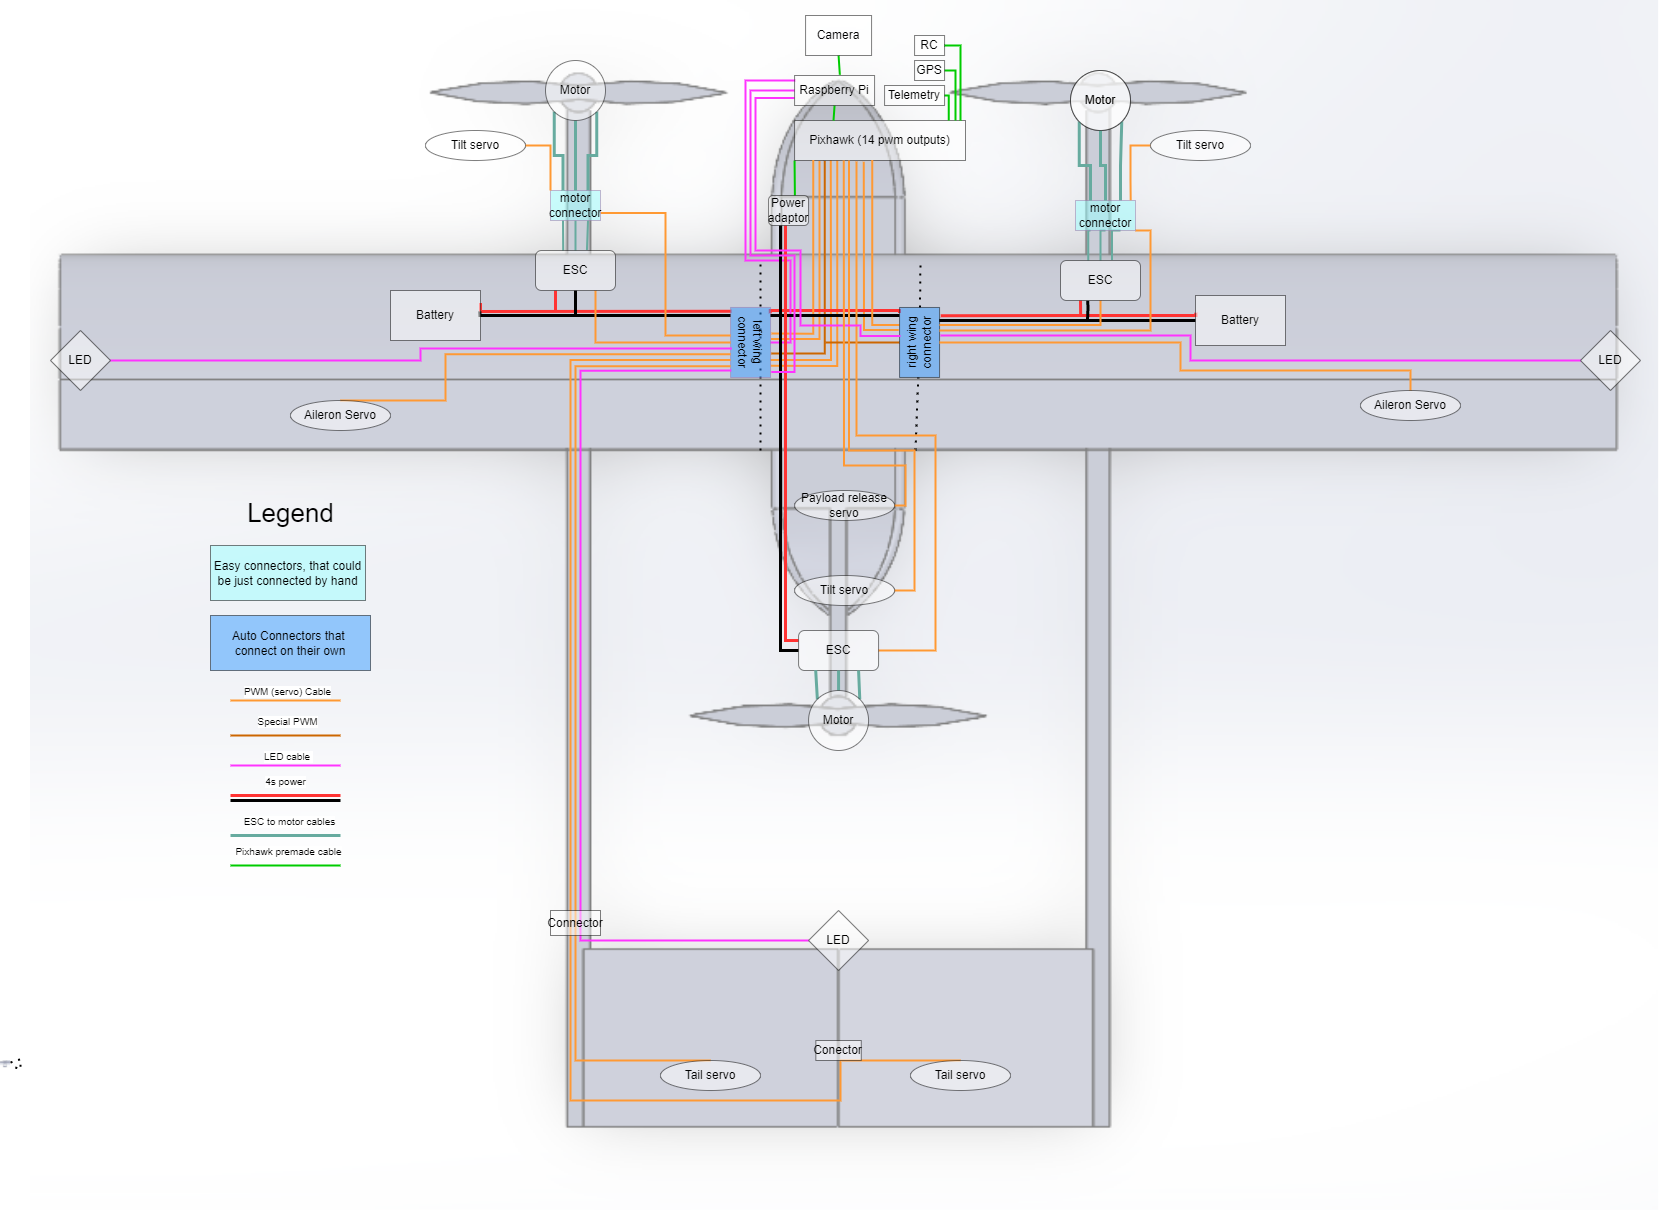 Camera
RC
GPS
Telemetry
Raspberry Pi
Motor
Motor
Pixhawk (14 pwm outputs)
Tilt servo
Tilt servo
motor
connector
Power
adaptor
motor
connector
ESC
ESC
Battery
Battery
left wing
connector
right wing
connector
LED
LED
Aileron Servo
Aileron Servo
Payload release
servo
Tilt servo
ESC
Motor
Legend
Easy connectors, that could
be just connected by hand
Auto Connectors that
connect on their own
PWM (servo) Cable
Special PWM
LED cable
4s power
ESC to motor cables
Pixhawk premade cable
Connector
LED
Conector
Tail servo
Tail servo